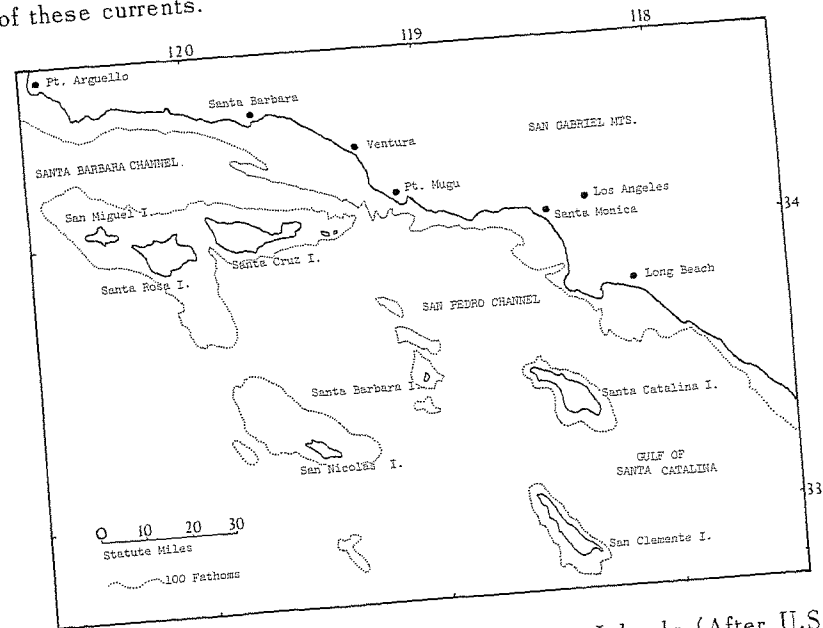 of these currents.
120
119
118
Pt. Arguello
Santa Barbara
SAN GABRIEL MTS.
Ventura
SANTA BARBARA CHANNEL
Pt. Mugu
Los Angeles
34
San Miguel I.
Santa Monica
Santa Cruz I.
Santa Rosa I.
Long Beach
SAN PEDRO CHANNEL
Santa Barbara I.
Santa Catalina I.
San Nicolas I.
GULF OF
SANTA CATALINA
33
0 10 20 30
Statute Miles
100 Fathoms
San Clemente I.
Islands (After U.S